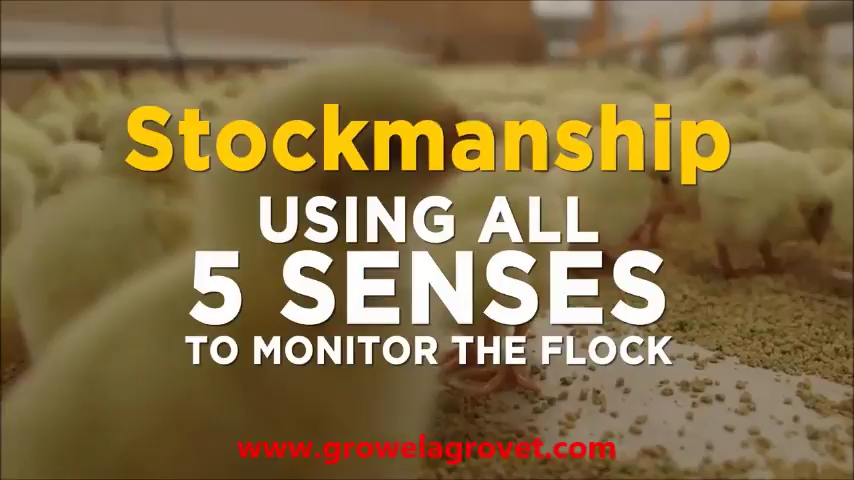 Stockmanship
USING ALL
5 SENSES
TO MONITOR THE FLOCK
www.growelagrovet.com